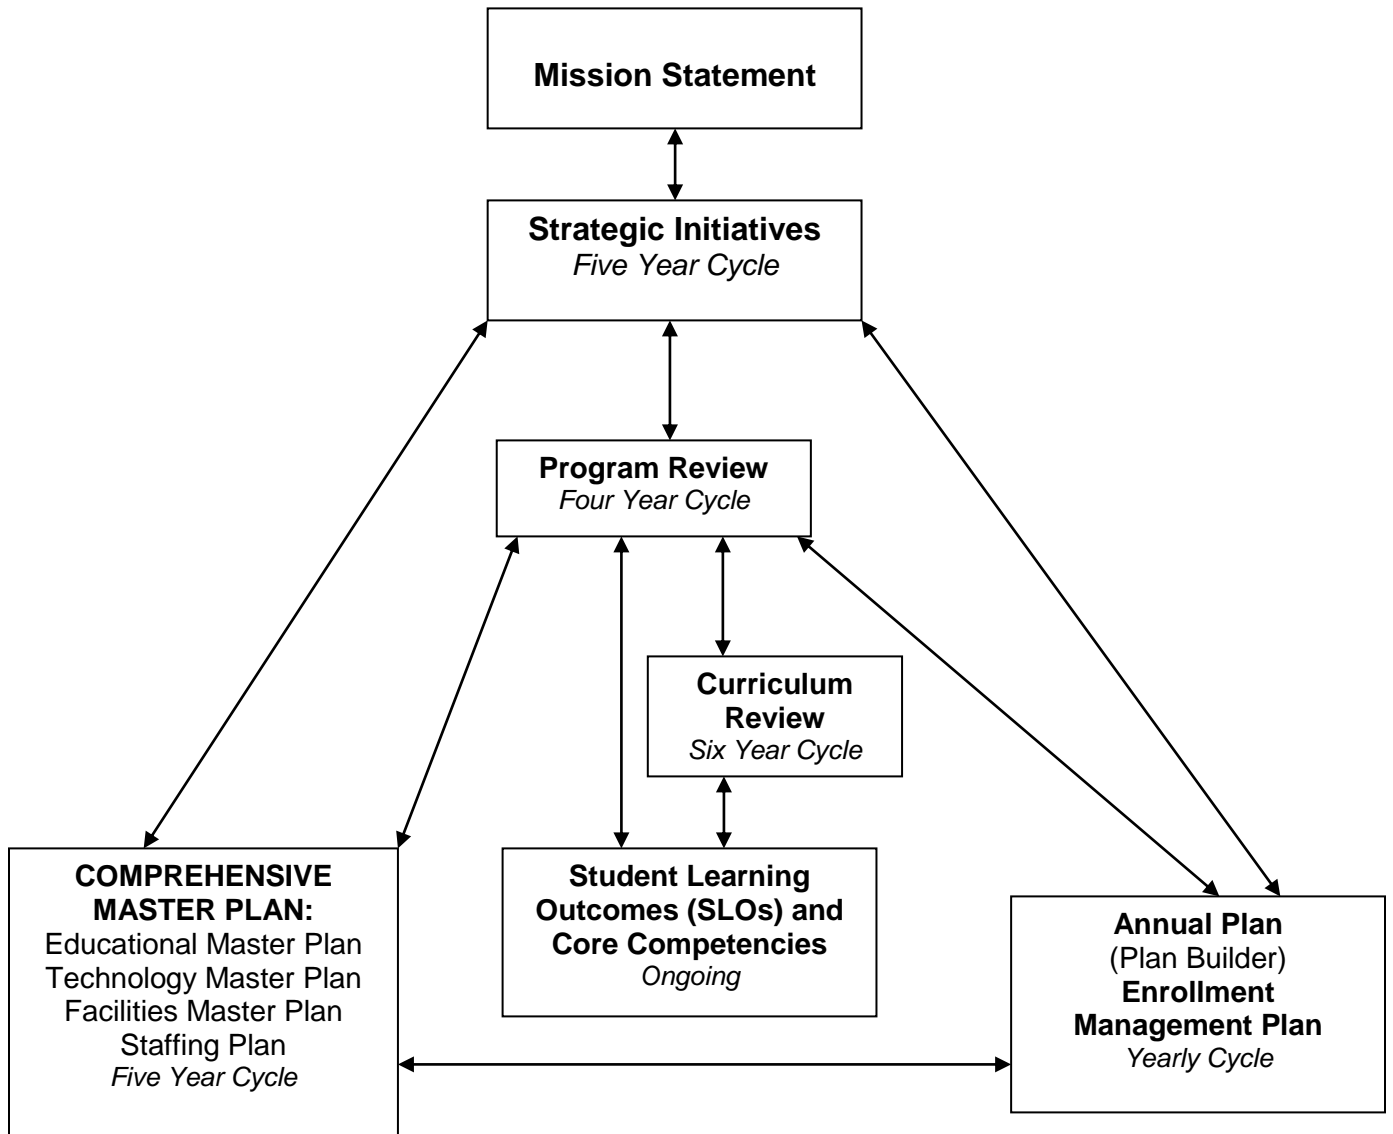 Mission Statement
Strategic Initiatives
Five Year Cycle
Program Review
Four Year Cycle
Curriculum
Review
Six Year Cycle
COMPREHENSIVE
MASTER PLAN:
Educational Master Plan
Technology Master Plan
Facilities Master Plan
Staffing Plan
Five Year Cycle
Student Learning
Outcomes (SLOs) and
Core Competencies
Ongoing
Annual Plan
(Plan Builder)
Enrollment
Management Plan
Yearly Cycle